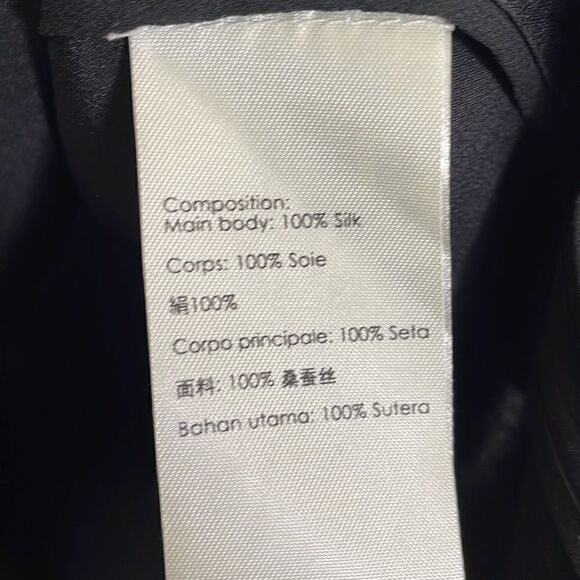 Composition:
Main body: 100% Silk
Corps: 100% Soie
絹100%
Corpo principale: 100% Seta
面料: 100% 桑蚕丝
Bahan utama: 100% Sutera